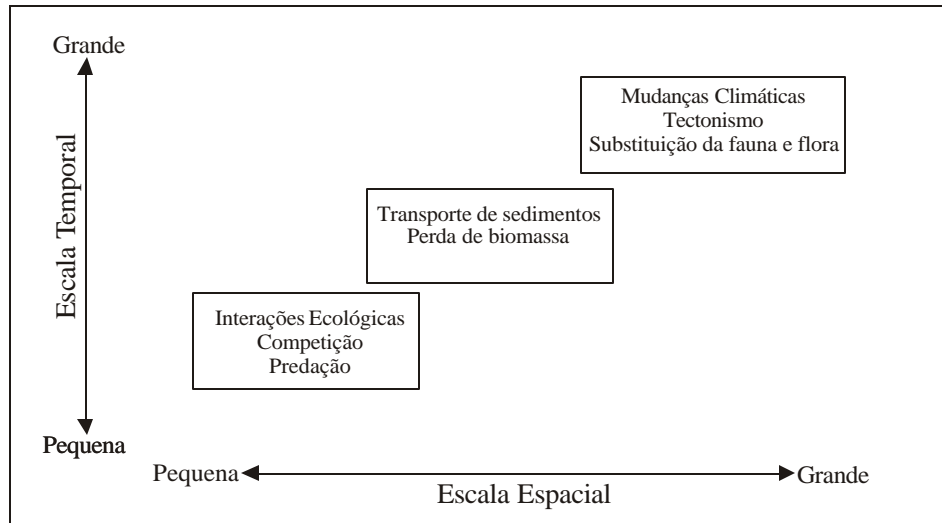 Grande
Mudanças Climáticas
Tectonismo
Substituição da fauna e flora
Transporte de sedimentos
Perda de biomassa
Escala Temporal
Interações Ecológicas
Competição
Predação
Pequena
Pequena
Grande
Escala Espacial